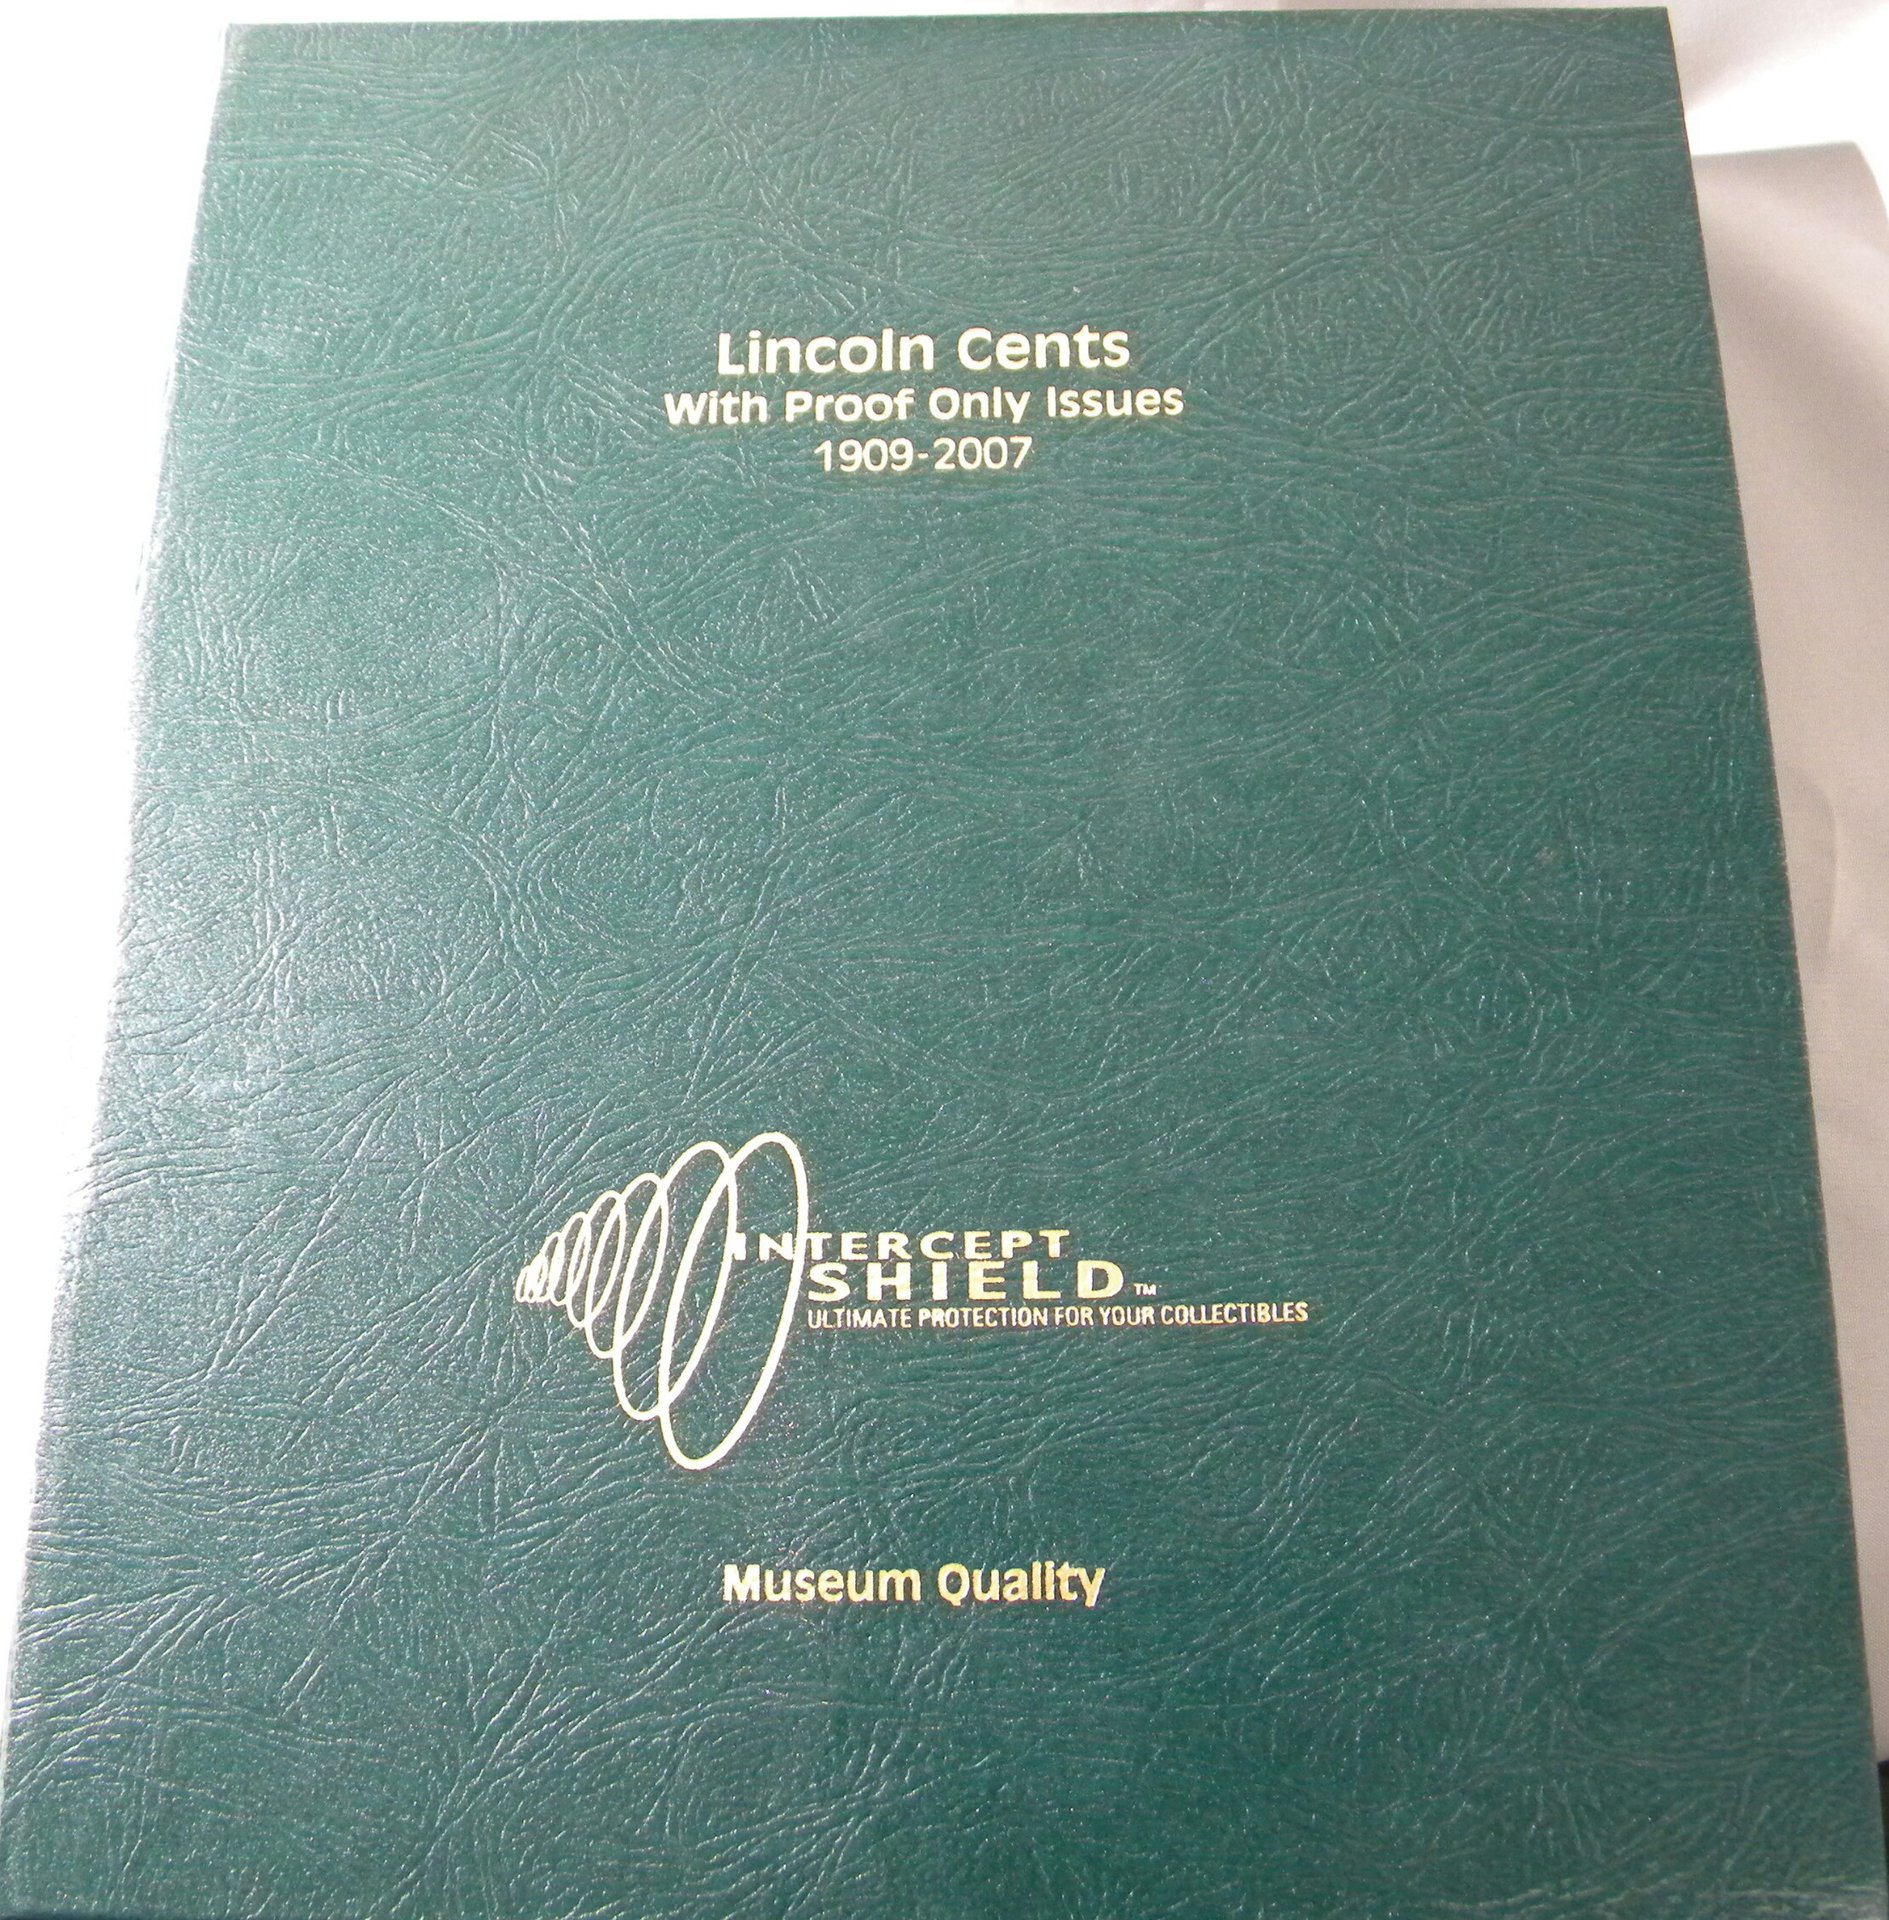 Lincoln Cents
With Proof Only Issues
1909-2007
INTERCEPT
SHIELD™
ULTIMATE PROTECTION FOR YOUR COLLECTIBLES
Museum Quality